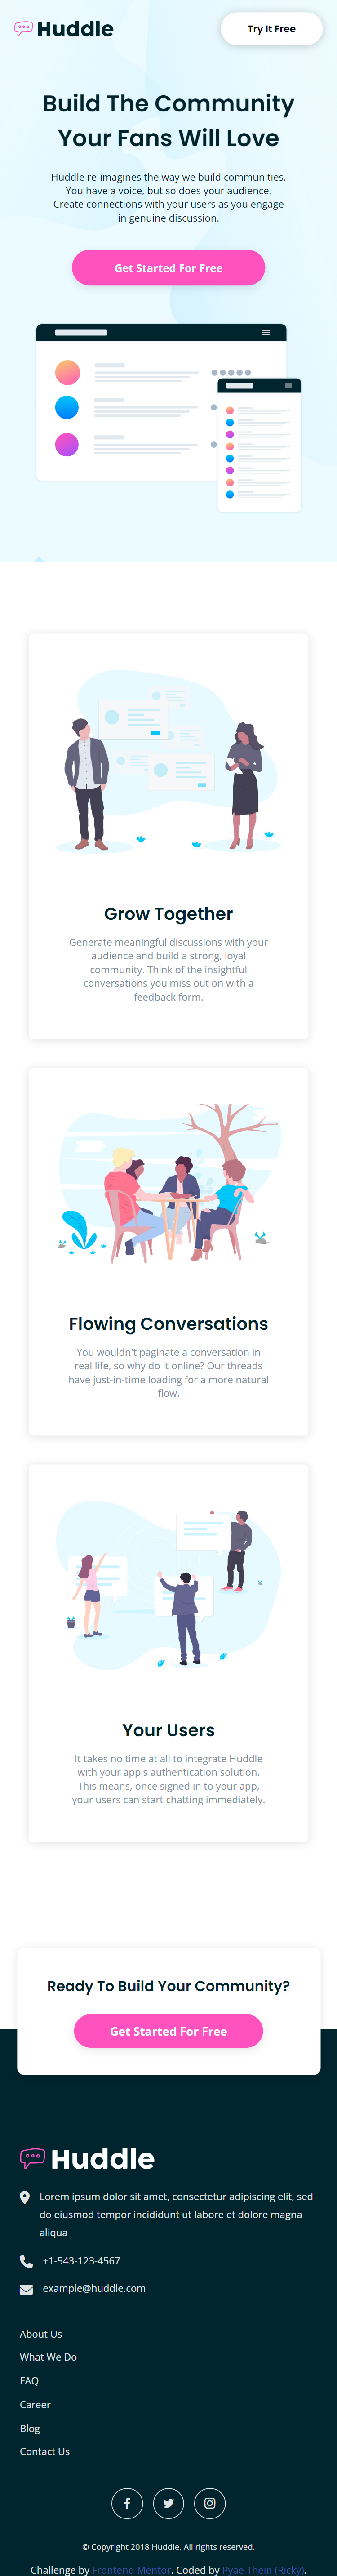 Huddle
Try It Free
Build The Community
Your Fans Will Love
Huddle re-imagines the way we build communities.
You have a voice, but so does your audience.
Create connections with your users as you engage
in genuine discussion.
Get Started For Free
Grow Together
Generate meaningful discussions with your
audience and build a strong, loyal
community. Think of the insightful
conversations you miss out on with a
feedback form.
Flowing Conversations
You wouldn't paginate a conversation in
real life, so why do it online? Our threads
have just-in-time loading for a more natural
flow.
Your Users
It takes no time at all to integrate Huddle
with your app's authentication solution.
This means, once signed in to your app,
your users can start chatting immediately.
Ready To Build Your Community?
Get Started For Free
Huddle
Lorem ipsum dolor sit amet, consectetur adipiscing elit, sed
do eiusmod tempor incididunt ut labore et dolore magna
aliqua
+1-543-123-4567
example@huddle.com
About Us
What We Do
FAQ
Career
Blog
Contact Us
© Copyright 2018 Huddle. All rights reserved.
Challenge by Frontend Mentor. Coded by Pyae Thein (Ricky).